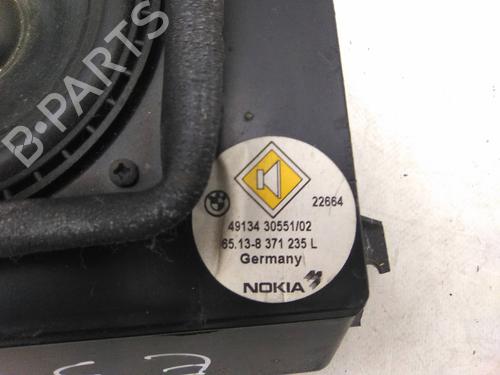 B-PARTS
22664
49134 30551/02
65.13-8 371 235 L
Germany
NOKIA